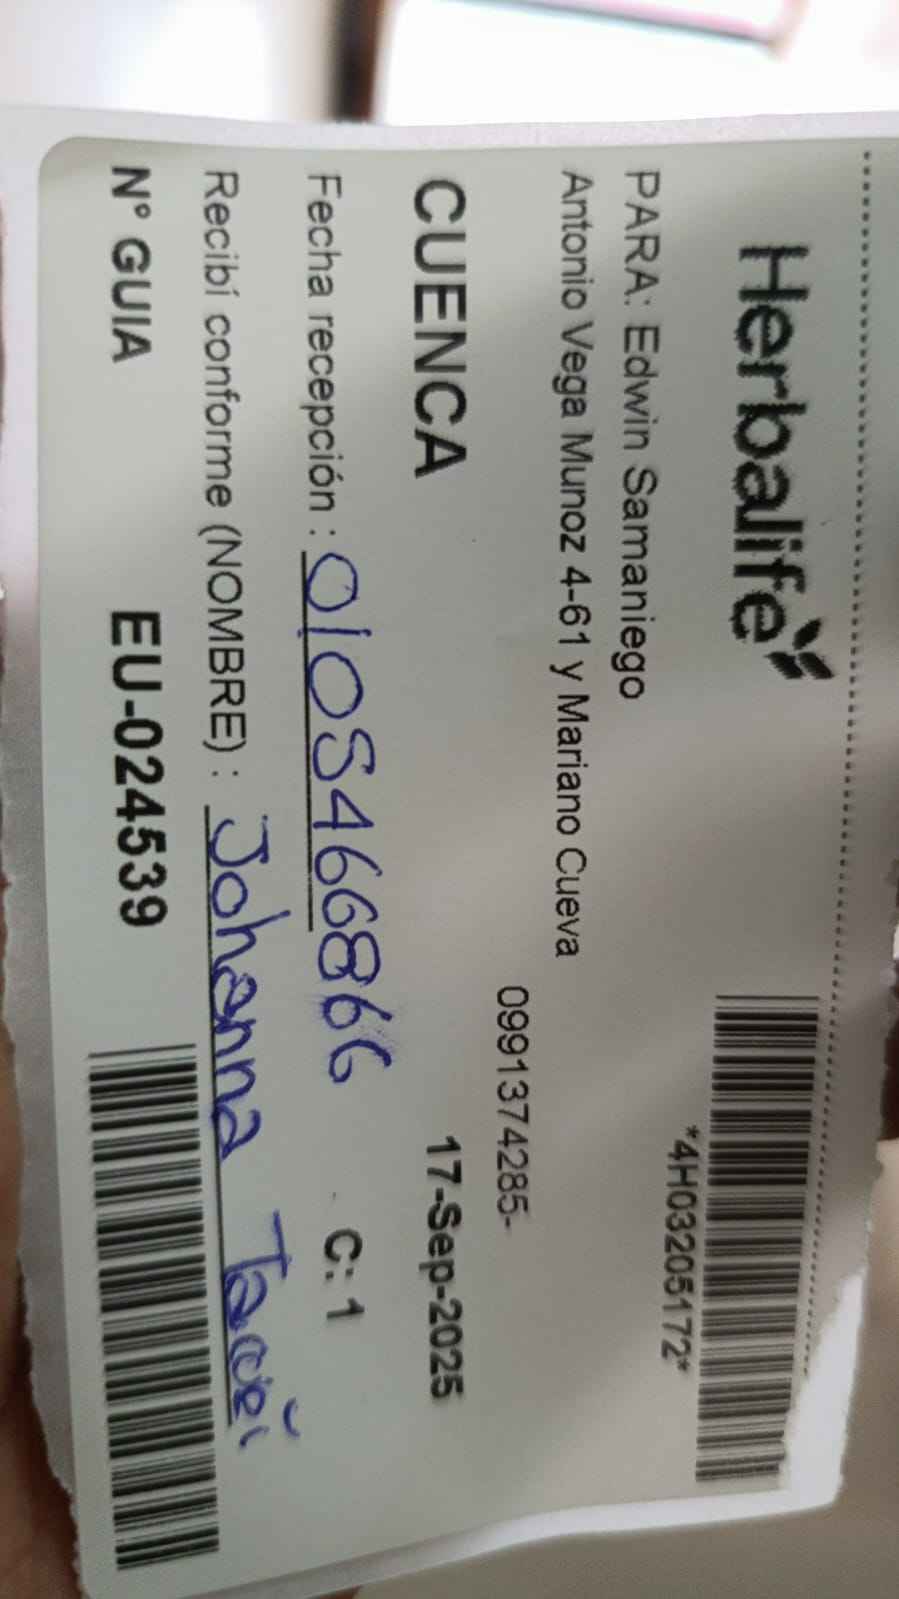 Herbalife
*4H03205172*
PARA: Edwin Samaniego
Antonio Vega Munoz 4-61 y Mariano Cueva
0991374285-
CUENCA 17-Sep-2025
Fecha recepción : 0105466866 C: 1
Recibí conforme (NOMBRE) : Johanna
N° GUIA EU-024539